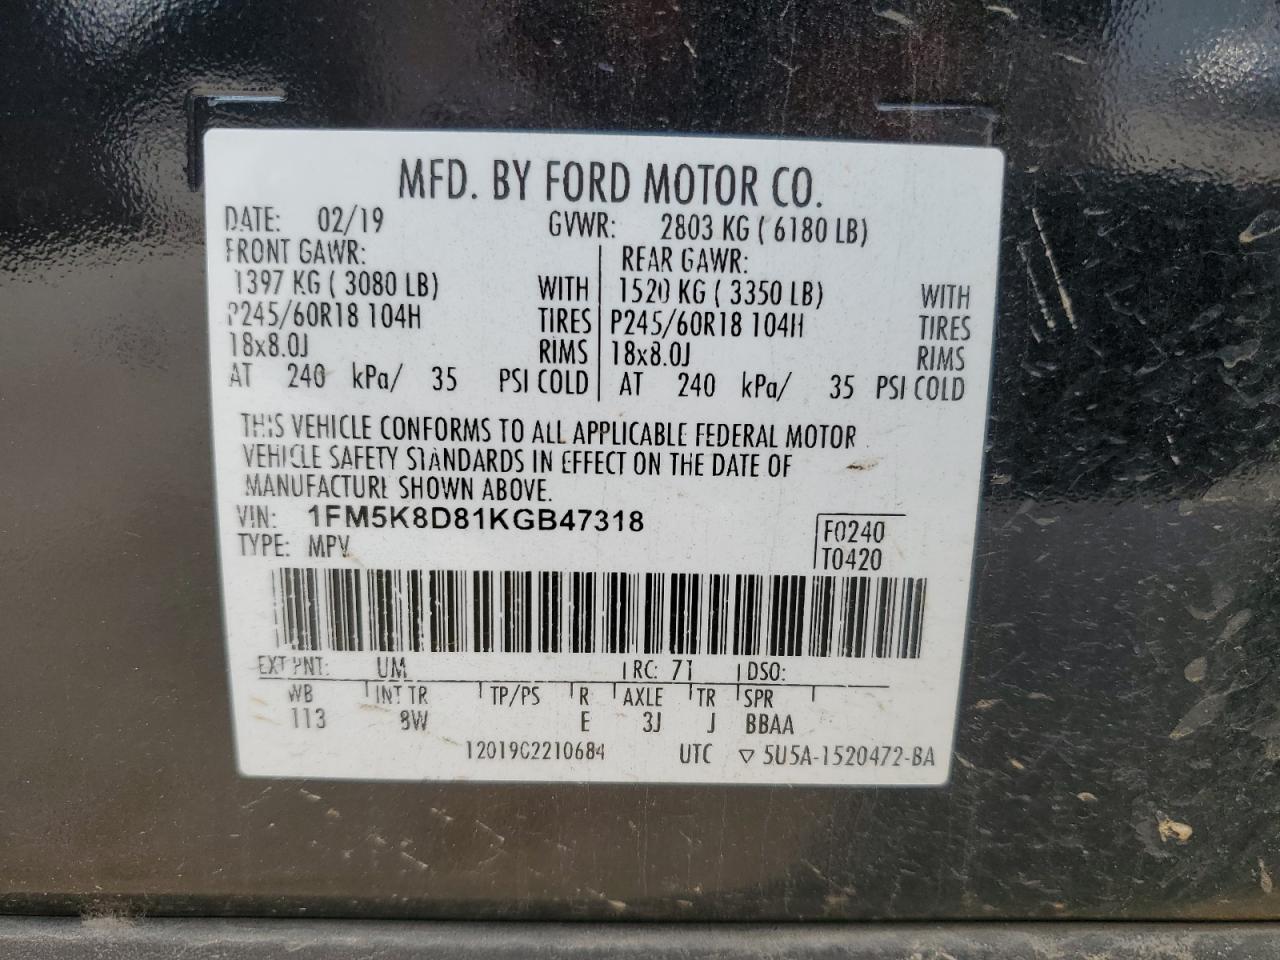 MFD. BY FORD MOTOR CO.
DATE: 02/19 GVWR: 2803 KG ( 6180 LB)
FRONT GAWR: REAR GAWR:
1397 KG ( 3080 LB) WITH 1520 KG ( 3350 LB) WITH
P245/60R18 104H TIRES P245/60R18 104H TIRES
18x8.0J RIMS 18x8.0J RIMS
AT 240 kPa/ 35 PSI COLD AT 240 kPa/ 35 PSI COLD
THIS VEHICLE CONFORMS TO ALL APPLICABLE FEDERAL MOTOR
VEHICLE SAFETY STANDARDS IN EFFECT ON THE DATE OF
MANUFACTURE SHOWN ABOVE.
VIN: 1FM5K8D81KGB47318 F0240
TYPE: MPV T0420
EXT PNT: UM RC: 71 DSO:
WB INT TR TP/PS R AXLE TR SPR
113 8W E 3J J BBAA
1201902210684 UTC ▽ 5U5A-1520472-BA